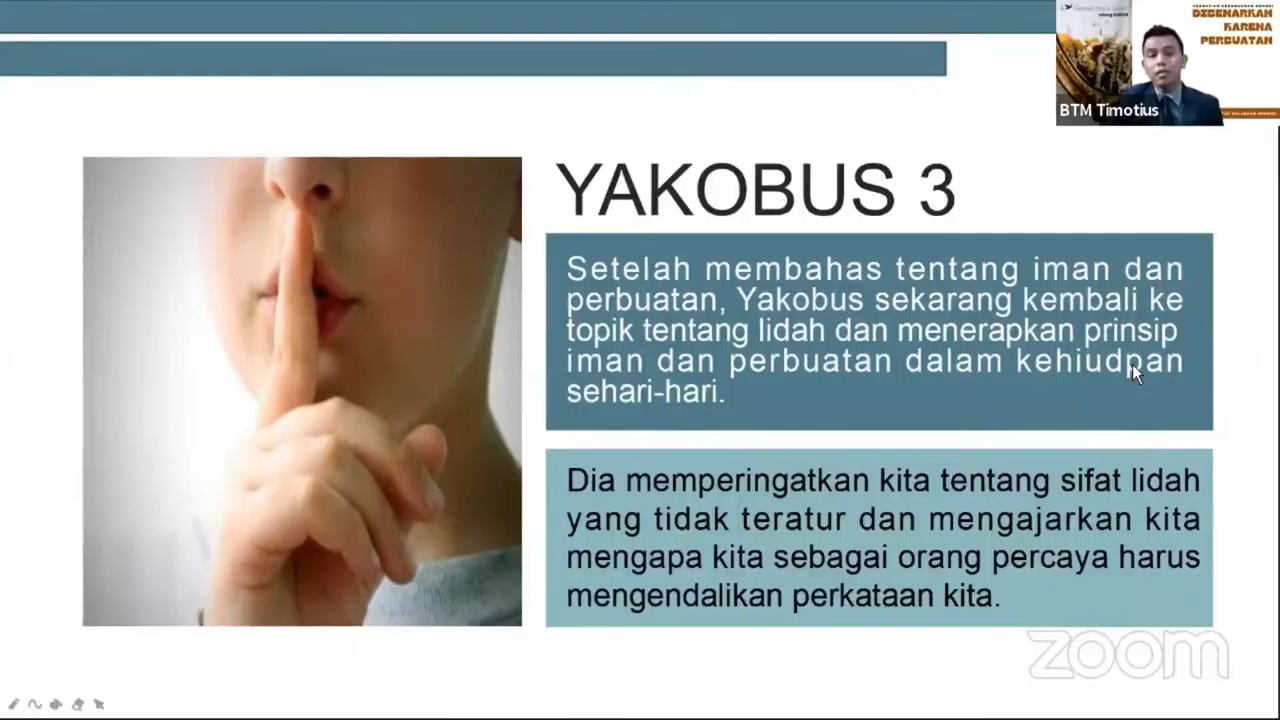 DIBENARKAN
KARENA
PERBUATAN
BTM Timotius
YAKOBUS 3
Setelah membahas tentang iman dan
perbuatan, Yakobus sekarang kembali ke
topik tentang lidah dan menerapkan prinsip
iman dan perbuatan dalam kehiudpan
sehari-hari.
Dia memperingatkan kita tentang sifat lidah
yang tidak teratur dan mengajarkan kita
mengapa kita sebagai orang percaya harus
mengendalikan perkataan kita.
zoom